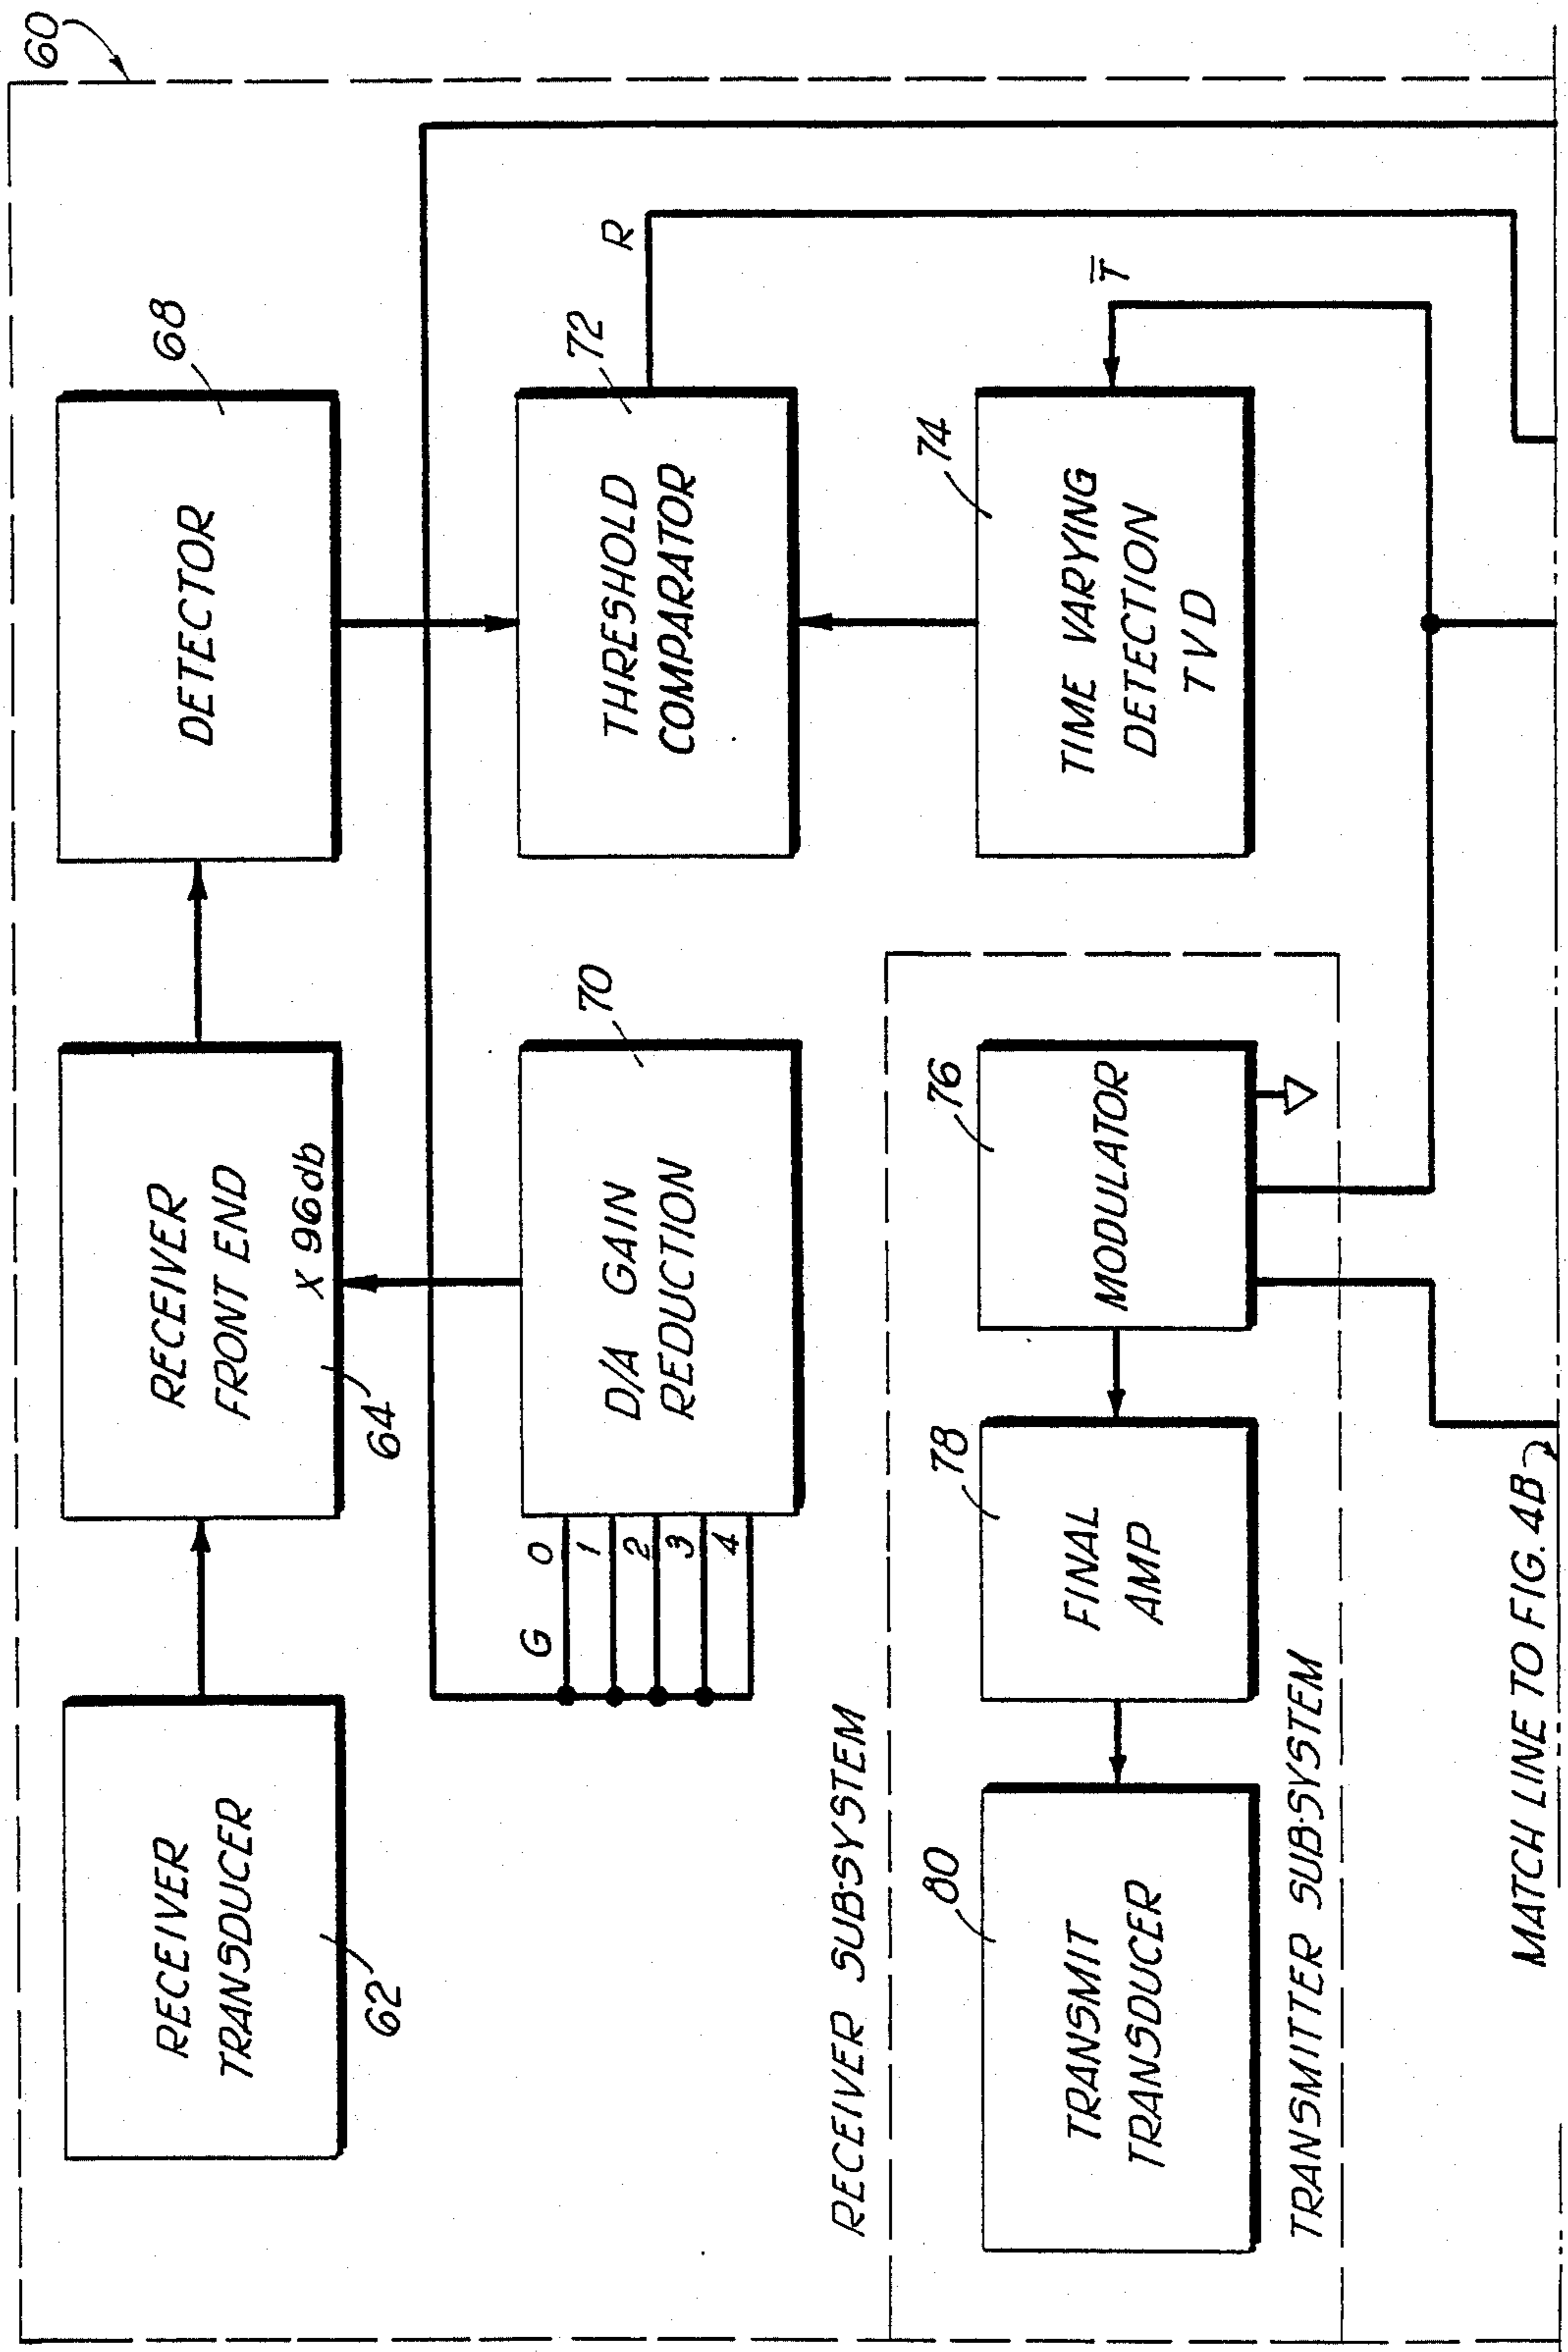 60
RECEIVER
TRANSDUCER
62
RECEIVER
FRONT END
X 96db
64
DETECTOR
68
G 0
1
2
3
4
D/A GAIN
REDUCTION
70
THRESHOLD
COMPARATOR
72
R
RECEIVER SUB-SYSTEM
TRANSMIT
TRANSDUCER
80
FINAL
AMP
78
MODULATOR
76
TIME VARYING
DETECTION
TVD
74
T̅
TRANSMITTER SUB-SYSTEM
MATCH LINE TO FIG. 4B